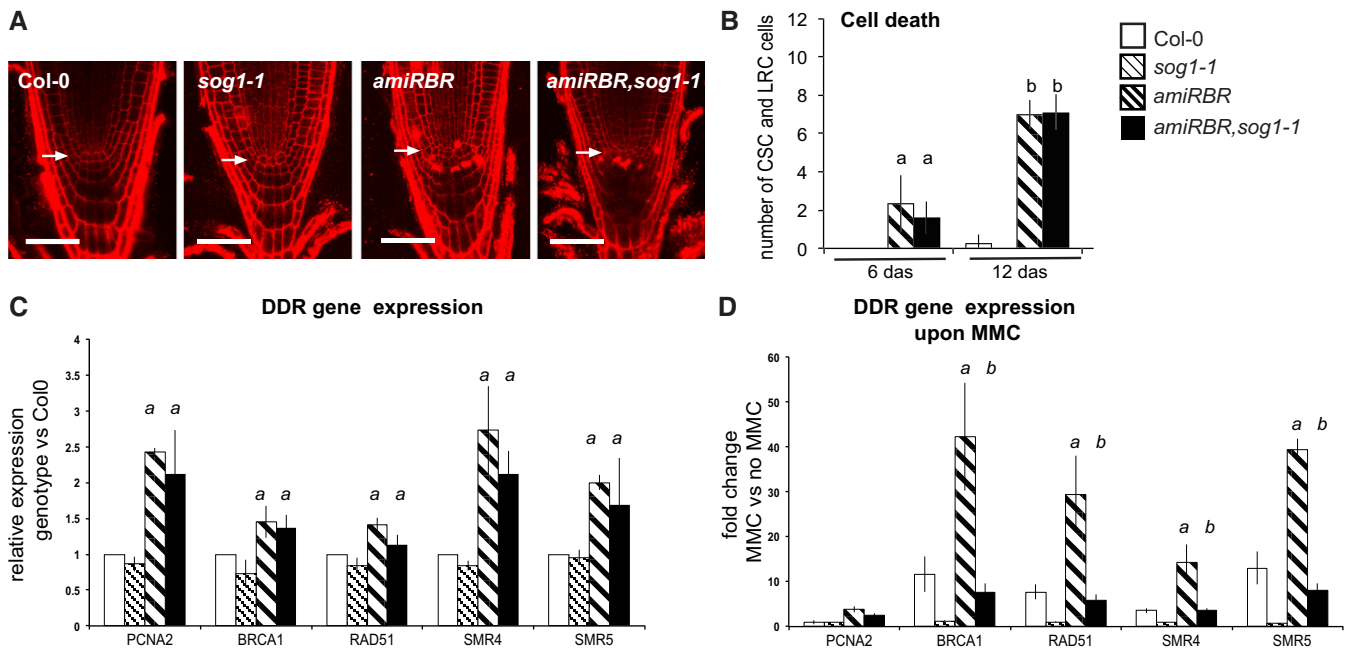 A
Col-0
sog1-1
amiRBR
amiRBR,sog1-1
B
Cell death
number of CSC and LRC cells
12
10
8
6
4
2
0
a a
b b
6 das
12 das
Col-0
sog1-1
amiRBR
amiRBR,sog1-1
C
DDR gene expression
relative expression
genotype vs Col0
4
3.5
3
2.5
2
1.5
1
0.5
0
a a
a a
a a
a a
a a
PCNA2
BRCA1
RAD51
SMR4
SMR5
D
DDR gene expression
upon MMC
fold change
MMC vs no MMC
60
50
40
30
20
10
0
a b
a b
a b
a b
PCNA2
BRCA1
RAD51
SMR4
SMR5